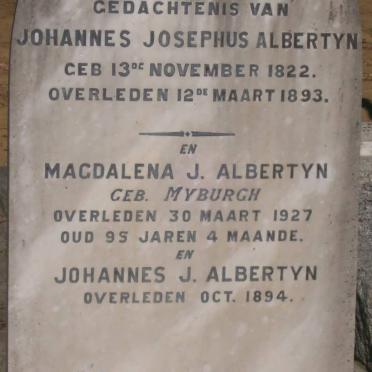 GEDACHTENIS VAN
JOHANNES JOSEPHUS ALBERTYN
GEB 13DE NOVEMBER 1822.
OVERLEDEN 12DE MAART 1893.
EN
MAGDALENA J. ALBERTYN
GEB. MYBURGH
OVERLEDEN 30 MAART 1927
OUD 95 JAREN 4 MAANDE.
EN
JOHANNES J. ALBERTYN
OVERLEDEN OCT. 1894.